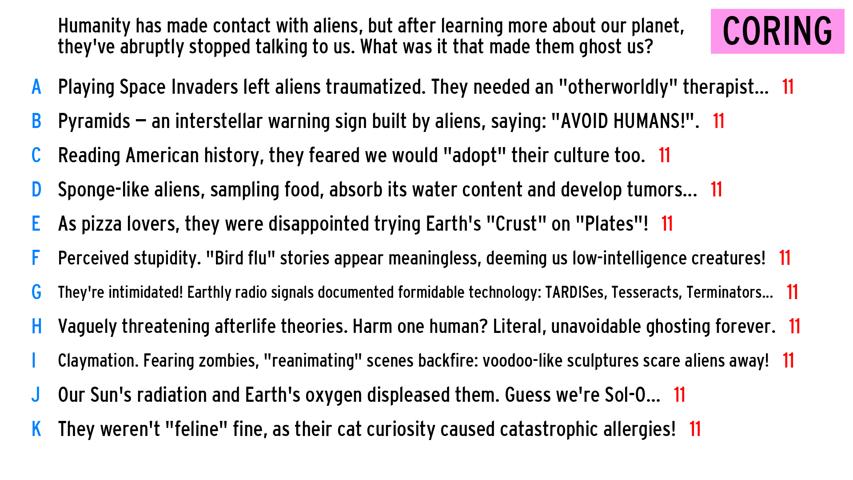 Humanity has made contact with aliens, but after learning more about our planet,
they've abruptly stopped talking to us. What was it that made them ghost us?
CORING
A Playing Space Invaders left aliens traumatized. They needed an "otherworldly" therapist... 11
B Pyramids – an interstellar warning sign built by aliens, saying: "AVOID HUMANS!". 11
C Reading American history, they feared we would "adopt" their culture too. 11
D Sponge-like aliens, sampling food, absorb its water content and develop tumors... 11
E As pizza lovers, they were disappointed trying Earth's "Crust" on "Plates"! 11
F Perceived stupidity. "Bird flu" stories appear meaningless, deeming us low-intelligence creatures! 11
G They're intimidated! Earthly radio signals documented formidable technology: TARDISes, Tesseracts, Terminators... 11
H Vaguely threatening afterlife theories. Harm one human? Literal, unavoidable ghosting forever. 11
I Claymation. Fearing zombies, "reanimating" scenes backfire: voodoo-like sculptures scare aliens away! 11
J Our Sun's radiation and Earth's oxygen displeased them. Guess we're Sol-O... 11
K They weren't "feline" fine, as their cat curiosity caused catastrophic allergies! 11